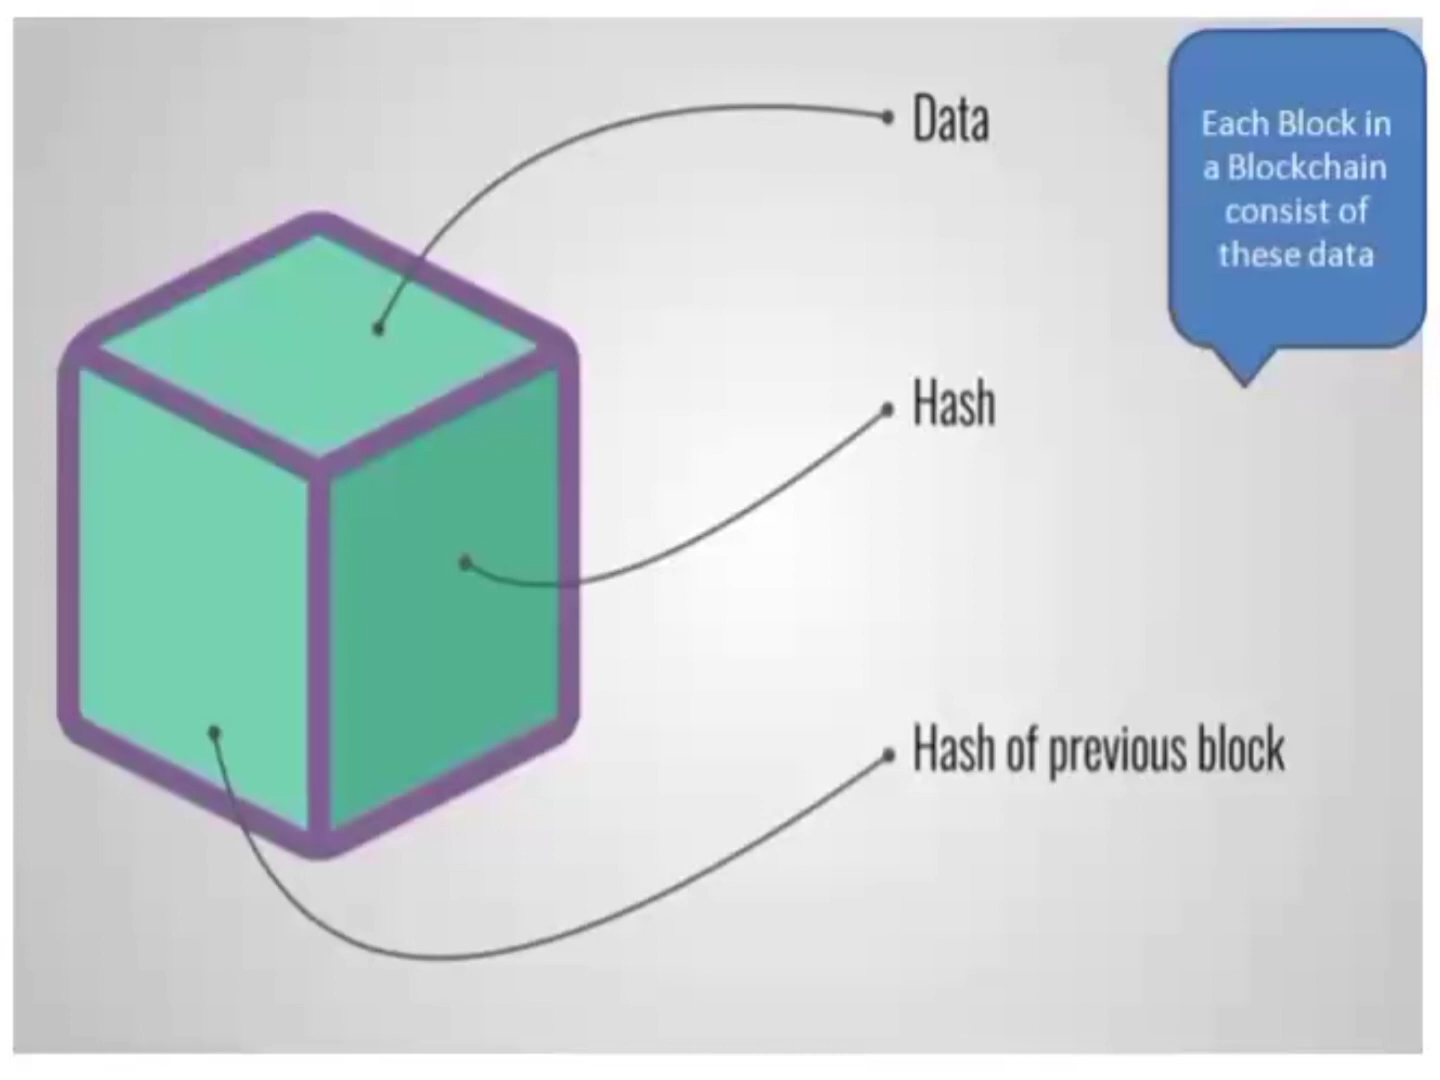 Data
Each Block in
a Blockchain
consist of
these data
Hash
Hash of previous block